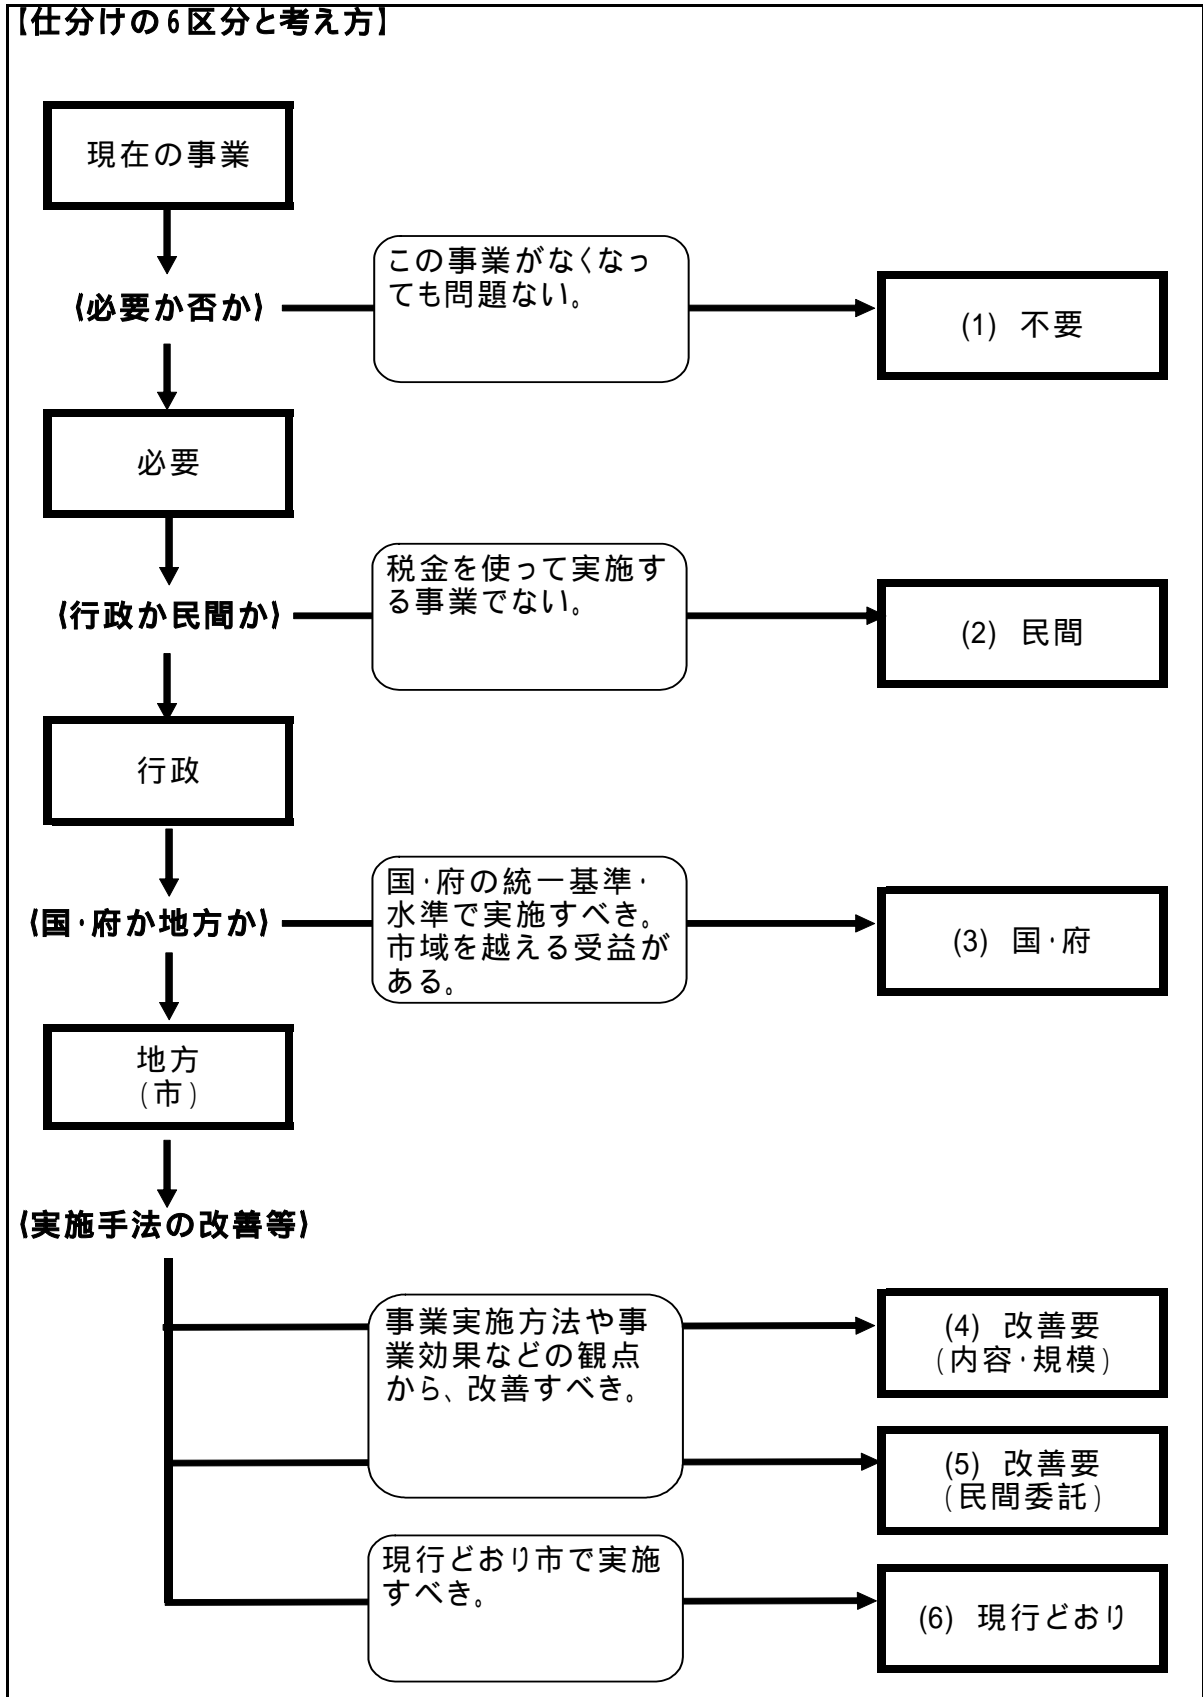 【仕分けの6区分と考え方】
現在の事業
《必要か否か》
この事業がなくなっ
ても問題ない。
(1) 不要
必要
《行政か民間か》
税金を使って実施す
る事業でない。
(2) 民間
行政
《国・府か地方か》
国・府の統一基準・
水準で実施すべき。
市域を越える受益が
ある。
(3) 国・府
地方
(市)
《実施手法の改善等》
事業実施方法や事
業効果などの観点
から、改善すべき。
(4) 改善要
(内容・規模)
(5) 改善要
(民間委託)
現行どおり市で実施
すべき。
(6) 現行どおり